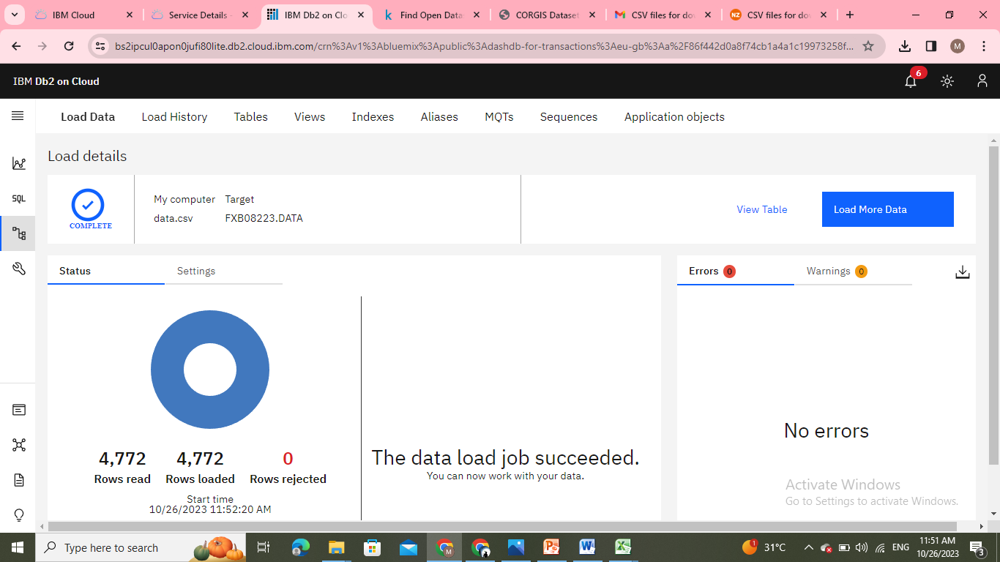 IBM Cloud
Service Details -
IBM Db2 on Clo
Find Open Data
CORGIS Dataset
CSV files for dov
CSV files for dov
bs2ipcul0apon0jufi80lite.db2.cloud.ibm.com/crn%3Av1%3Abluemix%3Apublic%3Adashdb-for-transactions%3Aeu-gb%3Aa%2F86f442d0a8f74cb1a4a1c19973258f...
M
IBM Db2 on Cloud
6
Load Data
Load History
Tables
Views
Indexes
Aliases
MQTs
Sequences
Application objects
SQL
Load details
COMPLETE
My computer Target
data.csv FXB08223.DATA
View Table
Load More Data
Status
Settings
Errors 0
Warnings 0
4,772 4,772 0
Rows read Rows loaded Rows rejected
Start time
10/26/2023 11:52:20 AM
The data load job succeeded.
You can now work with your data.
No errors
Activate Windows
Go to Settings to activate Windows.
Type here to search
1
31°C
ENG
11:51 AM
10/26/2023
3